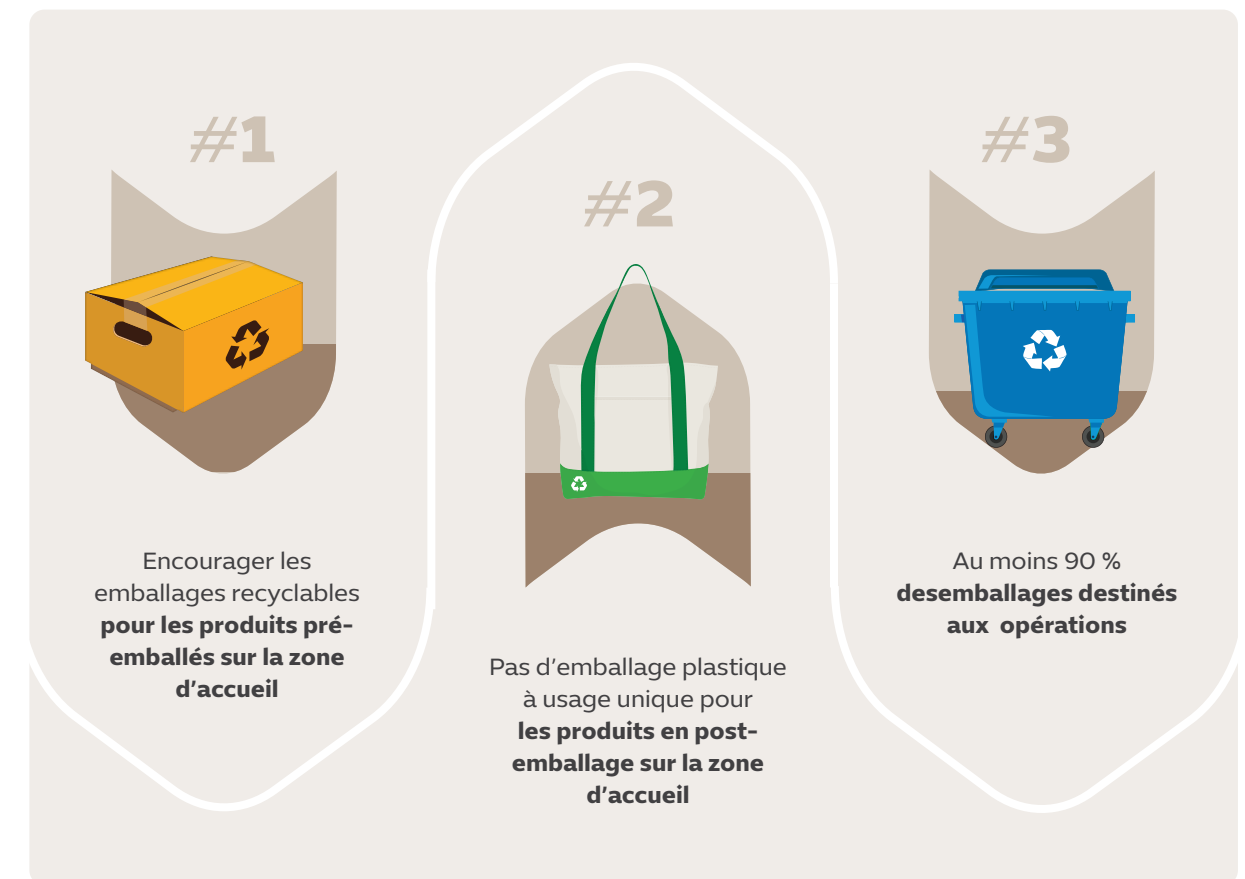 #1
Encourager les
emballages recyclables
pour les produits pré-
emballés sur la zone
d'accueil
#2
Pas d'emballage plastique
à usage unique pour
les produits en post-
emballage sur la zone
d'accueil
#3
Au moins 90 %
desemballages destinés
aux opérations